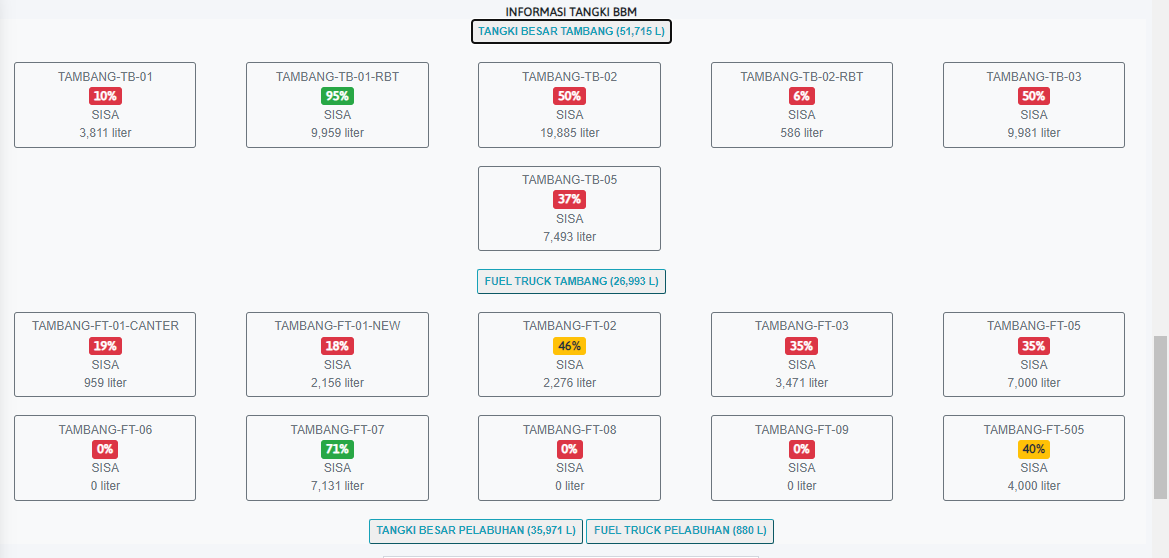 INFORMASI TANGKI BBM
TANGKI BESAR TAMBANG (51,715 L)
TAMBANG-TB-01
10%
SISA
3,811 liter
TAMBANG-TB-01-RBT
95%
SISA
9,959 liter
TAMBANG-TB-02
50%
SISA
19,885 liter
TAMBANG-TB-02-RBT
6%
SISA
586 liter
TAMBANG-TB-03
50%
SISA
9,981 liter
TAMBANG-TB-05
37%
SISA
7,493 liter
FUEL TRUCK TAMBANG (26,993 L)
TAMBANG-FT-01-CANTER
19%
SISA
959 liter
TAMBANG-FT-01-NEW
18%
SISA
2,156 liter
TAMBANG-FT-02
46%
SISA
2,276 liter
TAMBANG-FT-03
35%
SISA
3,471 liter
TAMBANG-FT-05
35%
SISA
7,000 liter
TAMBANG-FT-06
0%
SISA
0 liter
TAMBANG-FT-07
71%
SISA
7,131 liter
TAMBANG-FT-08
0%
SISA
0 liter
TAMBANG-FT-09
0%
SISA
0 liter
TAMBANG-FT-505
40%
SISA
4,000 liter
TANGKI BESAR PELABUHAN (35,971 L)
FUEL TRUCK PELABUHAN (880 L)